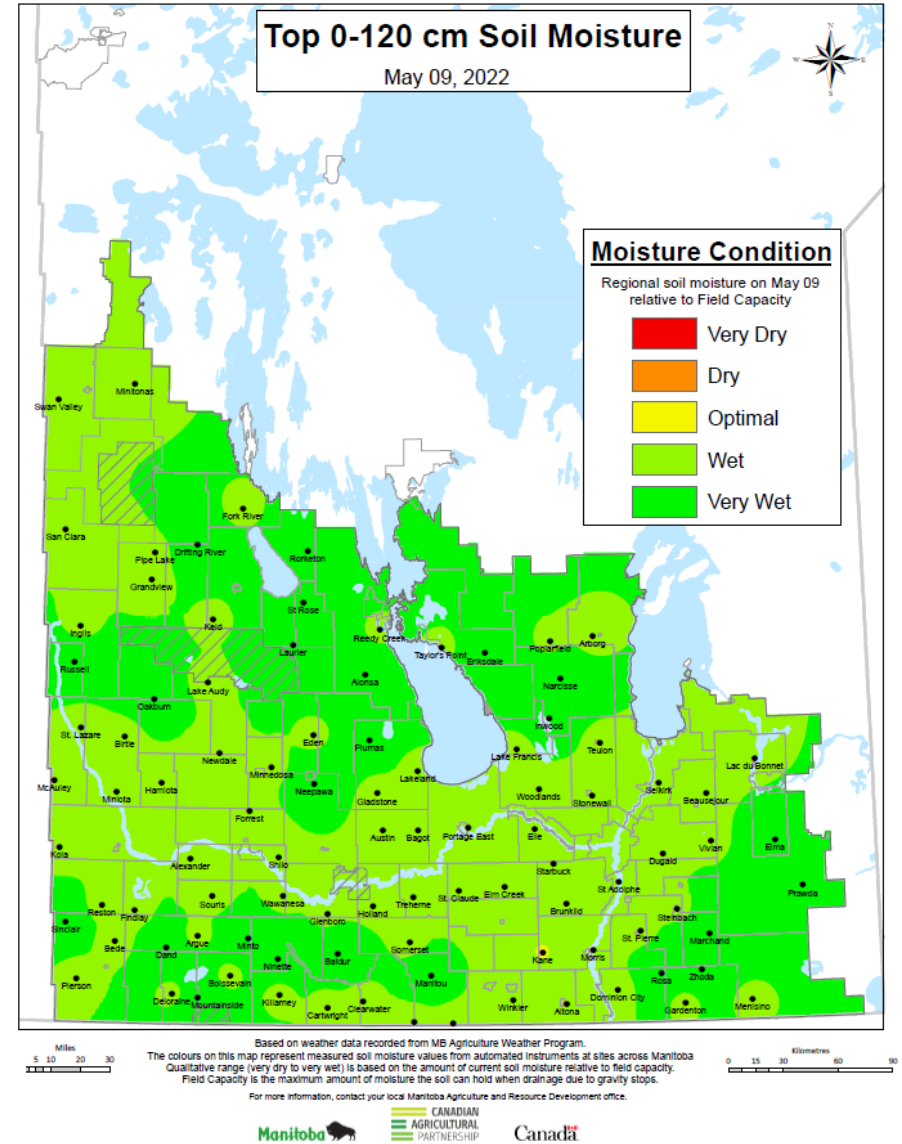 Top 0-120 cm Soil Moisture
May 09, 2022
N
W
E
S
Moisture Condition
Regional soil moisture on May 09
relative to Field Capacity
Very Dry
Dry
Optimal
Wet
Very Wet
Minitonas
Swan Valley
Fork River
San Clara
Drifting River
Pipe Lake
Rorketon
Grandview
St Rose
Keld
Inglis
Reedy Creek
Arborg
Poplarfield
Laurier
Taylor's Point
Eriksdale
Russell
Alonsa
Narcisse
Lake Audy
Oakburn
Inwood
St. Lazare
Birtle
Eden
Plumas
Teulon
Lake Francis
Newdale
Lac du Bonnet
Minnedosa
Lakeland
McAuley
Miniota
Hamiota
Neepawa
Gladstone
Woodlands
Stonewall
Selkirk
Beausejour
Forrest
Austin
Bagot
Portage East
Elie
Vivian
Elma
Kola
Alexander
Shilo
Dugald
Starbuck
St Adolphe
Prawda
Reston
Findlay
Souris
Wawanesa
Holland
Treherne
St. Claude
Elm Creek
Brunkild
Steinbach
Sinclair
Glenboro
St. Pierre
Marchand
Bede
Dand
Argue
Minto
Baldur
Somerset
Kane
Morris
Ninette
Pierson
Boissevain
Manitou
Rosa
Zhoda
Deloraine
Mountainside
Killarney
Cartwright
Clearwater
Winkler
Altona
Dominion City
Gardenton
Menisino
Miles
5 10 20 30
Based on weather data recorded from MB Agriculture Weather Program.
The colours on this map represent measured soil moisture values from automated instruments at sites across Manitoba
Qualitative range (very dry to very wet) is based on the amount of current soil moisture relative to field capacity.
Field Capacity is the maximum amount of moisture the soil can hold when drainage due to gravity stops.
Kilometres
0 15 30 60 90
For more information, contact your local Manitoba Agriculture and Resource Development office.
Manitoba
CANADIAN
AGRICULTURAL
PARTNERSHIP
Canada